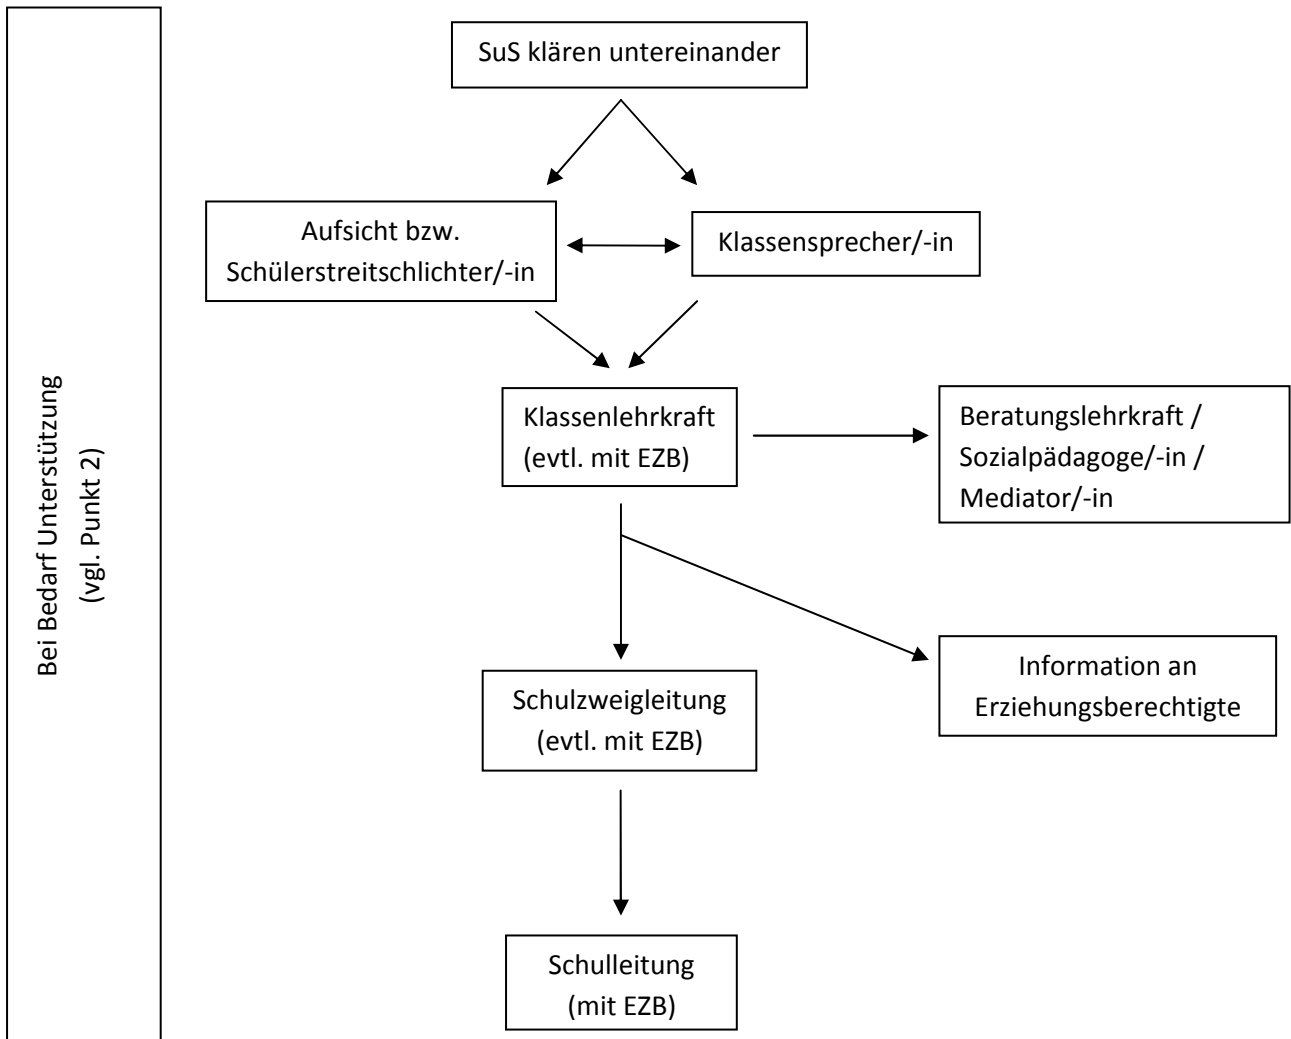 SuS klären untereinander
Aufsicht bzw.
Schülerstreitschlichter/-in
Klassensprecher/-in
Klassenlehrkraft
(evtl. mit EZB)
Beratungslehrkraft /
Sozialpädagoge/-in /
Mediator/-in
Bei Bedarf Unterstützung
(vgl. Punkt 2)
Information an
Erziehungsberechtigte
Schulzweigleitung
(evtl. mit EZB)
Schulleitung
(mit EZB)